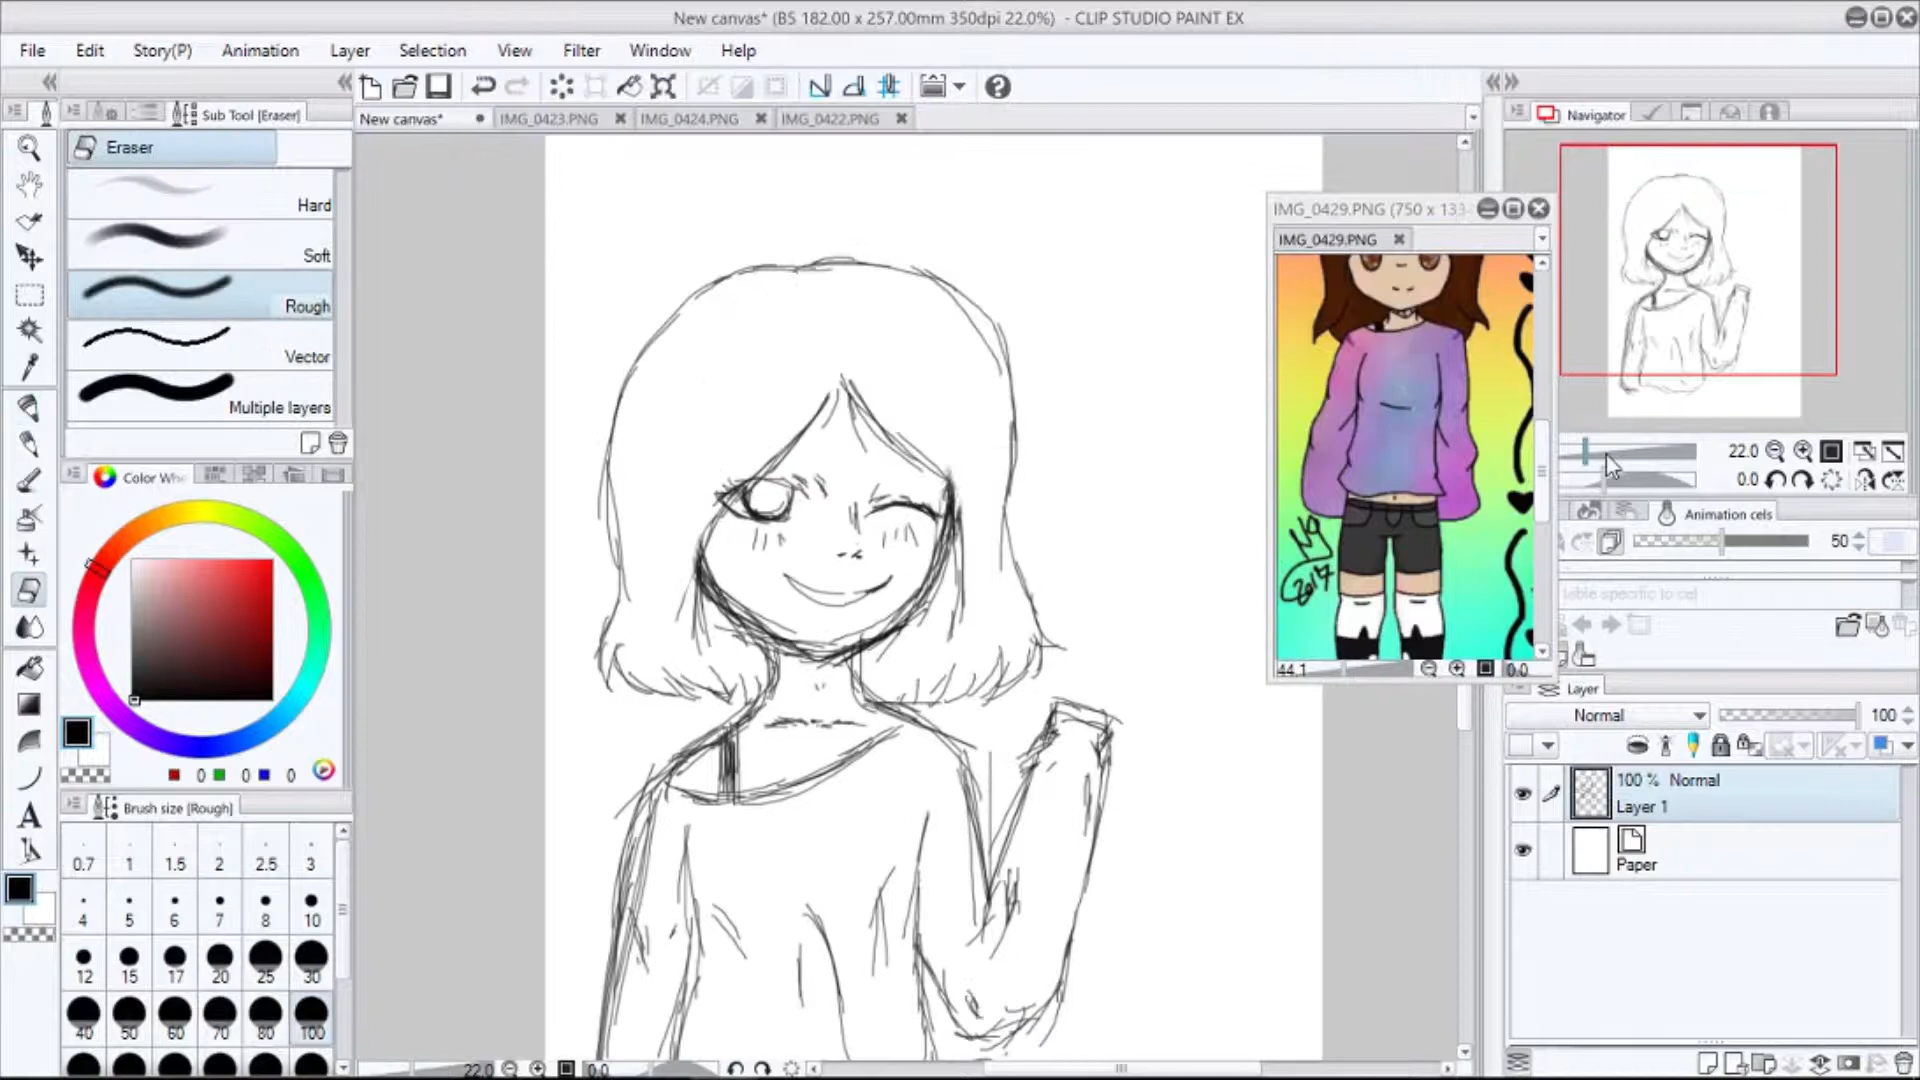 New canvas* (B5 182.00 x 257.00mm 350dpi 22.0%) - CLIP STUDIO PAINT EX
File Edit Story(P) Animation Layer Selection View Filter Window Help
Sub Tool [Eraser]
New canvas* IMG_0423.PNG IMG_0424.PNG IMG_0422.PNG
Navigator
Eraser
Hard
Soft
Rough
Vector
Multiple layers
IMG_0429.PNG (750 x 133
IMG_0429.PNG
2017
44.1 0.0
22.0
0.0
Animation cels
50
table specific to cel
Color Whe
0 0 0
Layer
Normal 100
100 % Normal
Layer 1
Paper
Brush size [Rough]
0.7 1 1.5 2 2.5 3
4 5 6 7 8 10
12 15 17 20 25 30
40 50 60 70 80 100
A
22.0 0.0